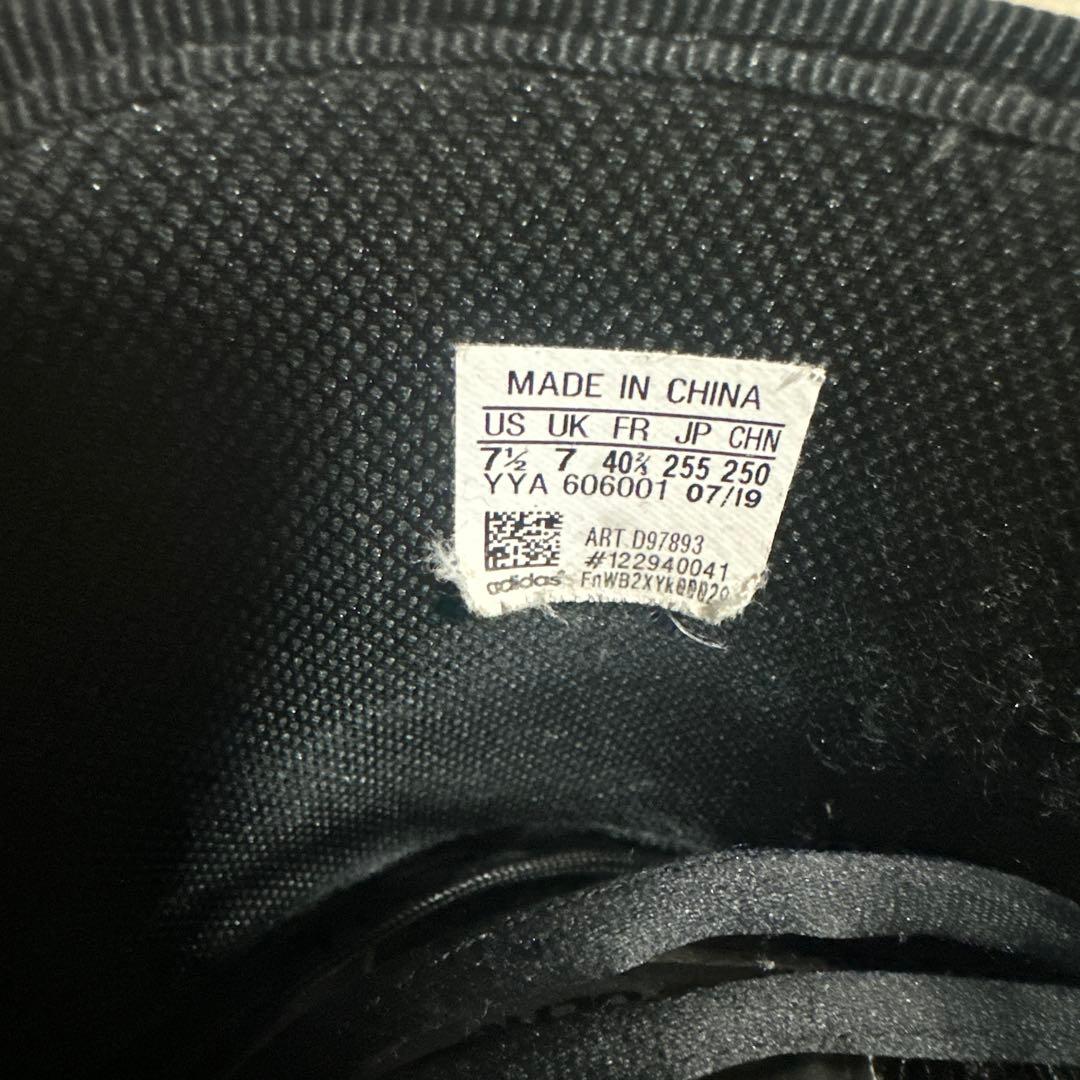 MADE IN CHINA
US UK FR JP CHN
7½ 7 40⅔ 255 250
YYA 606001 07/19
ART. D97893
#122940041
adidas